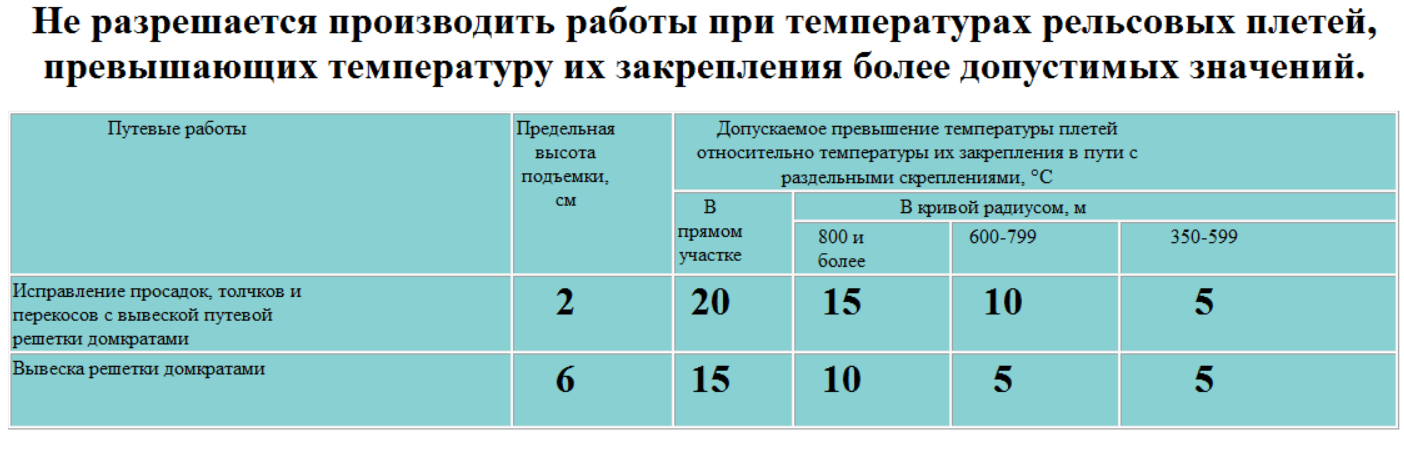 Не разрешается производить работы при температурах рельсовых плетей,
превышающих температуру их закрепления более допустимых значений.
Путевые работы
Предельная
высота
подъемки,
см
Допускаемое превышение температуры плетей
относительно температуры их закрепления в пути с
раздельными скреплениями, °С
В
прямом
участке
В кривой радиусом, м
800 и
более
600-799
350-599
Исправление просадок, толчков и
перекосов с вывеской путевой
решетки домкратами
2
20
15
10
5
Вывеска решетки домкратами
6
15
10
5
5